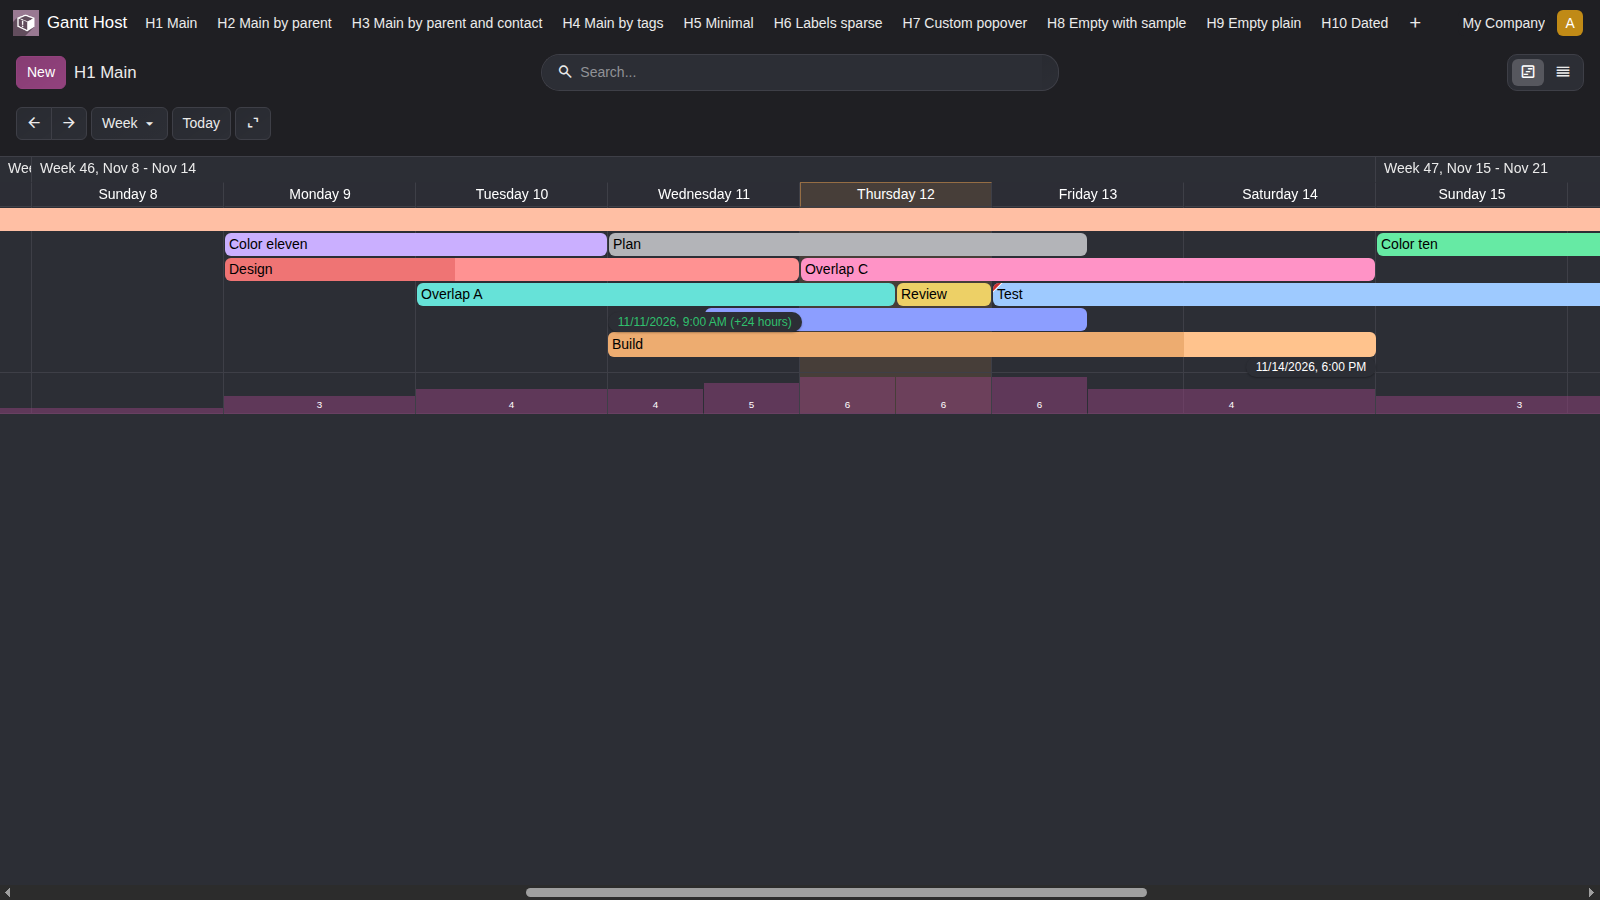 Gantt Host H1 Main H2 Main by parent H3 Main by parent and contact H4 Main by tags H5 Minimal H6 Labels sparse H7 Custom popover H8 Empty with sample H9 Empty plain H10 Dated + My Company A
New H1 Main Search...
Week Today
Week 46, Nov 8 - Nov 14 Week 47, Nov 15 - Nov 21
Sunday 8 Monday 9 Tuesday 10 Wednesday 11 Thursday 12 Friday 13 Saturday 14 Sunday 15
Color eleven Plan Color ten
Design Overlap C
Overlap A Review Test
11/11/2026, 9:00 AM (+24 hours)
Build
11/14/2026, 6:00 PM
3 4 4 5 6 6 6 4 3